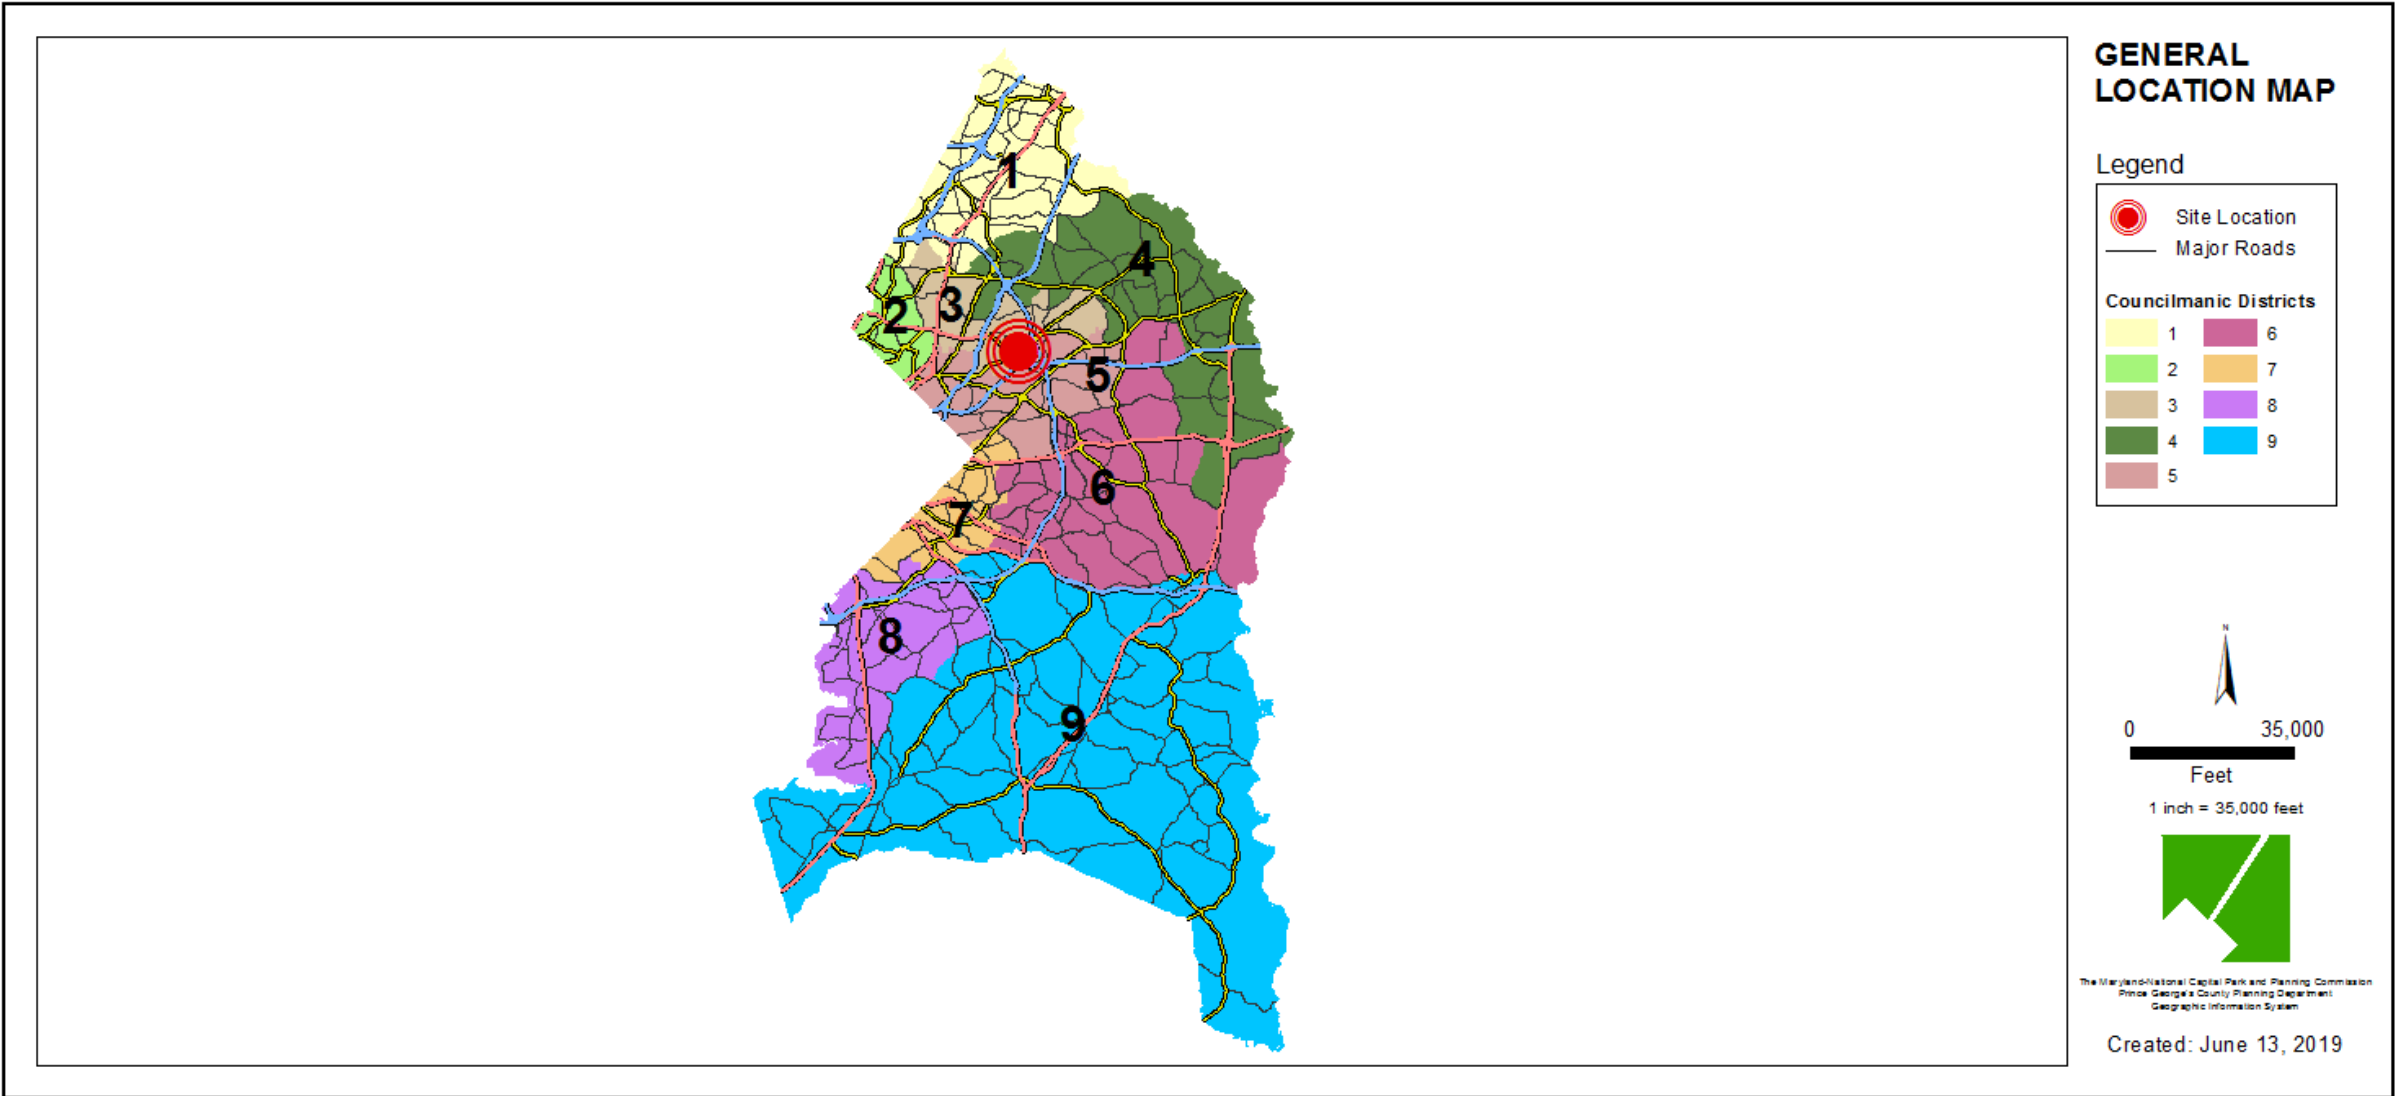 GENERAL
LOCATION MAP
Legend
Site Location
Major Roads
Councilmanic Districts
1 6
2 7
3 8
4 9
5
1
4
2
3
5
6
7
8
9
N
0 35,000
Feet
1 inch = 35,000 feet
The Maryland-National Capital Park and Planning Commission
Prince George's County Planning Department
Geographic Information System
Created: June 13, 2019